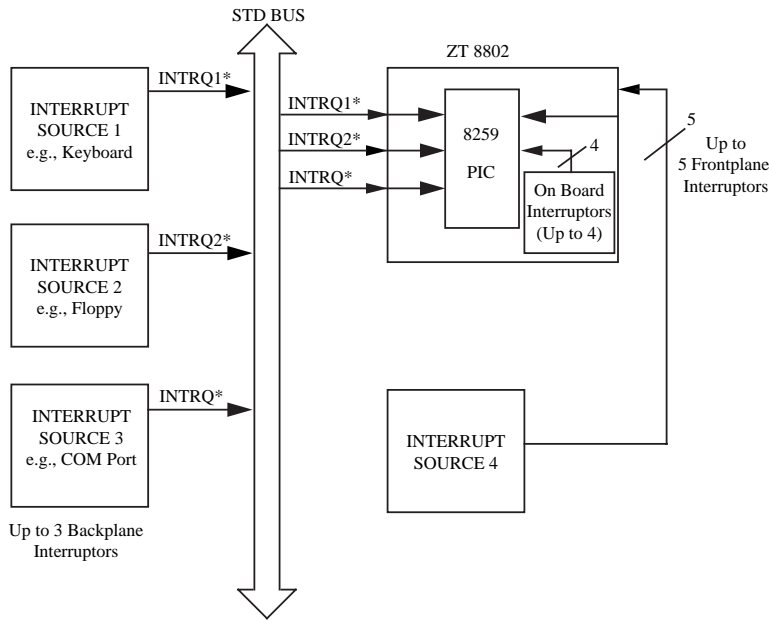 STD BUS
ZT 8802
INTERRUPT
SOURCE 1
e.g., Keyboard
INTRQ1*
INTRQ1*
INTRQ2*
INTRQ*
8259
PIC
4
On Board
Interruptors
(Up to 4)
5
Up to
5 Frontplane
Interruptors
INTRQ2*
INTERRUPT
SOURCE 2
e.g., Floppy
INTRQ*
INTERRUPT
SOURCE 3
e.g., COM Port
INTERRUPT
SOURCE 4
Up to 3 Backplane
Interruptors